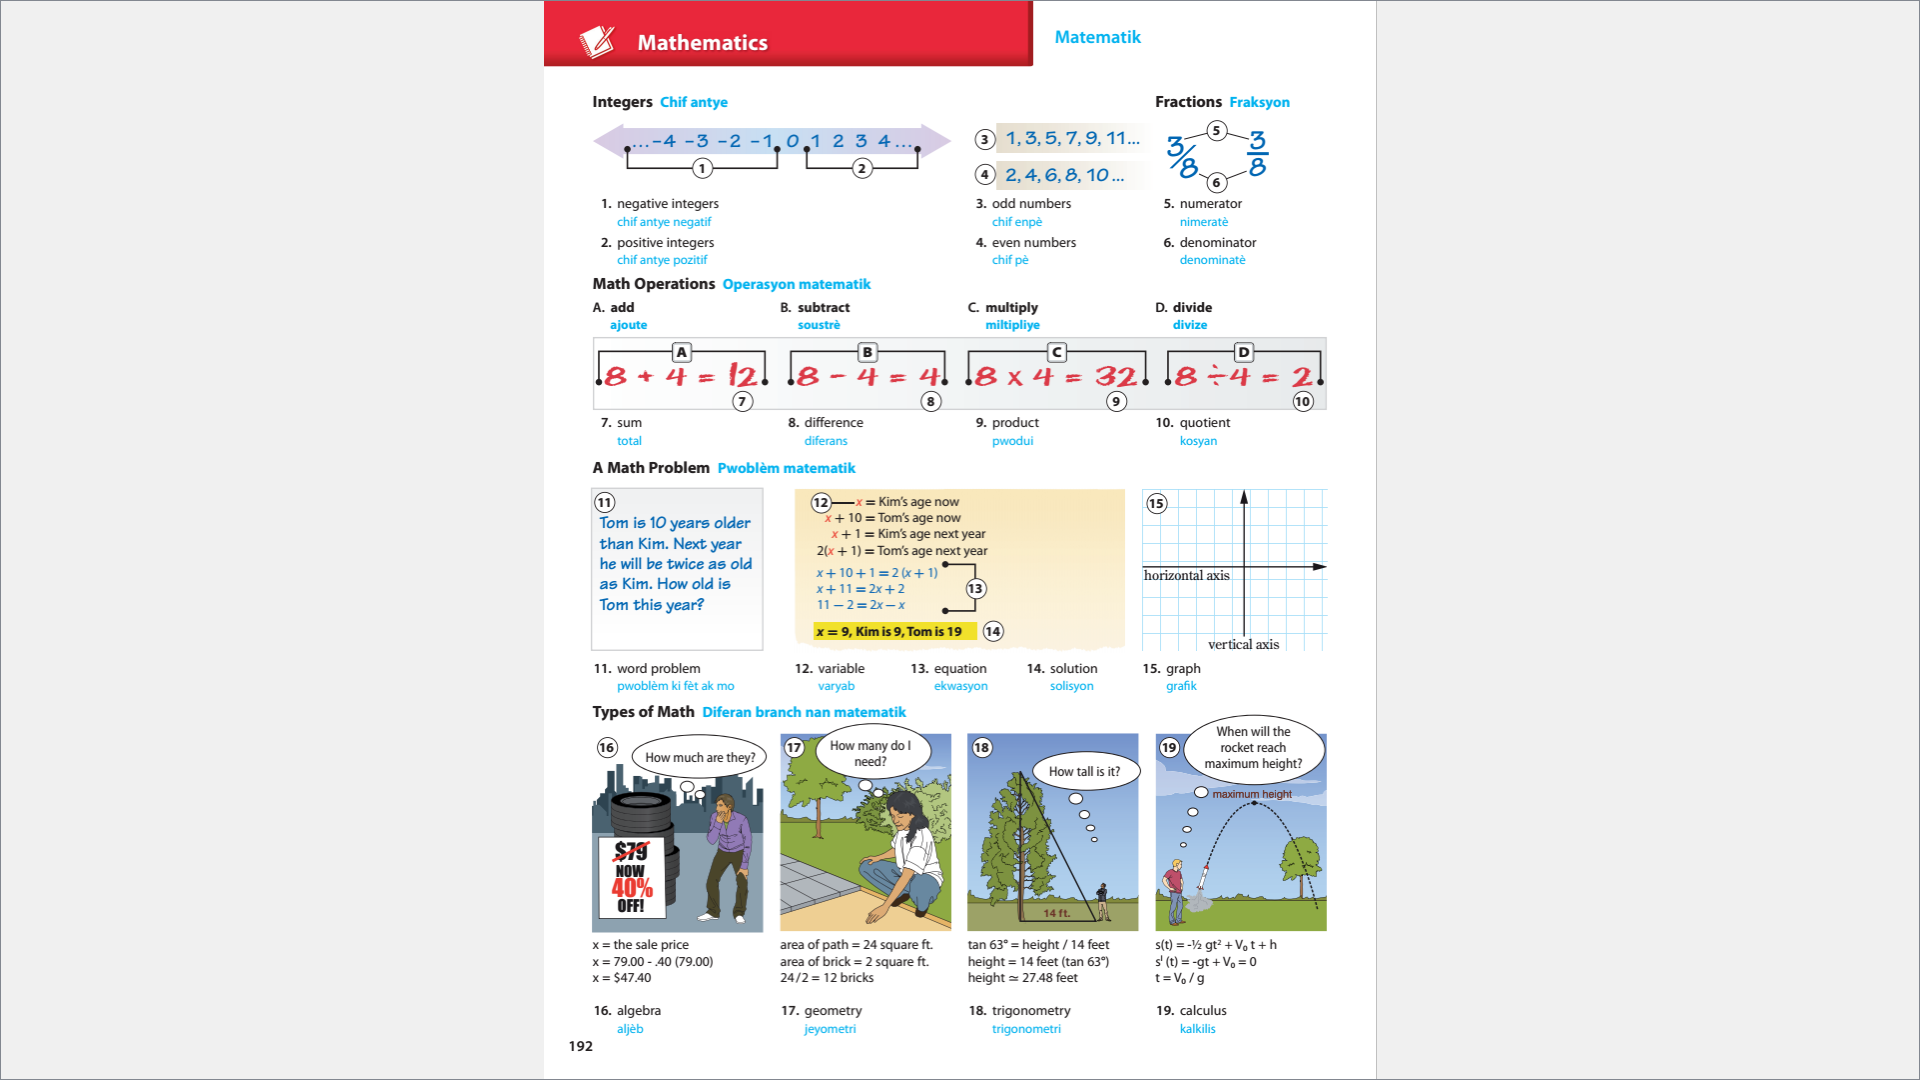 Mathematics
Matematik
Integers Chif antye
...–4 –3 –2 –1 0 1 2 3 4...
1
2
3 1, 3, 5, 7, 9, 11...
4 2, 4, 6, 8, 10 ...
Fractions Fraksyon
5
3/8 3/8
6
1. negative integers
chif antye negatif
2. positive integers
chif antye pozitif
3. odd numbers
chif enpè
4. even numbers
chif pè
5. numerator
nimeratè
6. denominator
denominatè
Math Operations Operasyon matematik
A. add
ajoute
B. subtract
soustrè
C. multiply
miltipliye
D. divide
divize
A
8 + 4 = 12
7
B
8 – 4 = 4
8
C
8 x 4 = 32
9
D
8 ÷ 4 = 2
10
7. sum
total
8. difference
diferans
9. product
pwodui
10. quotient
kosyan
A Math Problem Pwoblèm matematik
11
Tom is 10 years older
than Kim. Next year
he will be twice as old
as Kim. How old is
Tom this year?
12 x = Kim's age now
x + 10 = Tom's age now
x + 1 = Kim's age next year
2(x + 1) = Tom's age next year
x + 10 + 1 = 2 (x + 1)
x + 11 = 2x + 2
11 – 2 = 2x – x
13
x = 9, Kim is 9, Tom is 19 14
15
horizontal axis
vertical axis
11. word problem
pwoblèm ki fèt ak mo
12. variable
varyab
13. equation
ekwasyon
14. solution
solisyon
15. graph
grafik
Types of Math Diferan branch nan matematik
16
How much are they?
$79
NOW
40%
OFF!
17
How many do I
need?
18
How tall is it?
14 ft.
19
When will the
rocket reach
maximum height?
maximum height
x = the sale price
x = 79.00 - .40 (79.00)
x = $47.40
area of path = 24 square ft.
area of brick = 2 square ft.
24/2 = 12 bricks
tan 63° = height / 14 feet
height = 14 feet (tan 63°)
height ≃ 27.48 feet
s(t) = -½ gt² + V₀ t + h
sᴵ (t) = -gt + V₀ = 0
t = V₀ / g
16. algebra
aljèb
17. geometry
jeyometri
18. trigonometry
trigonometri
19. calculus
kalkilis
192